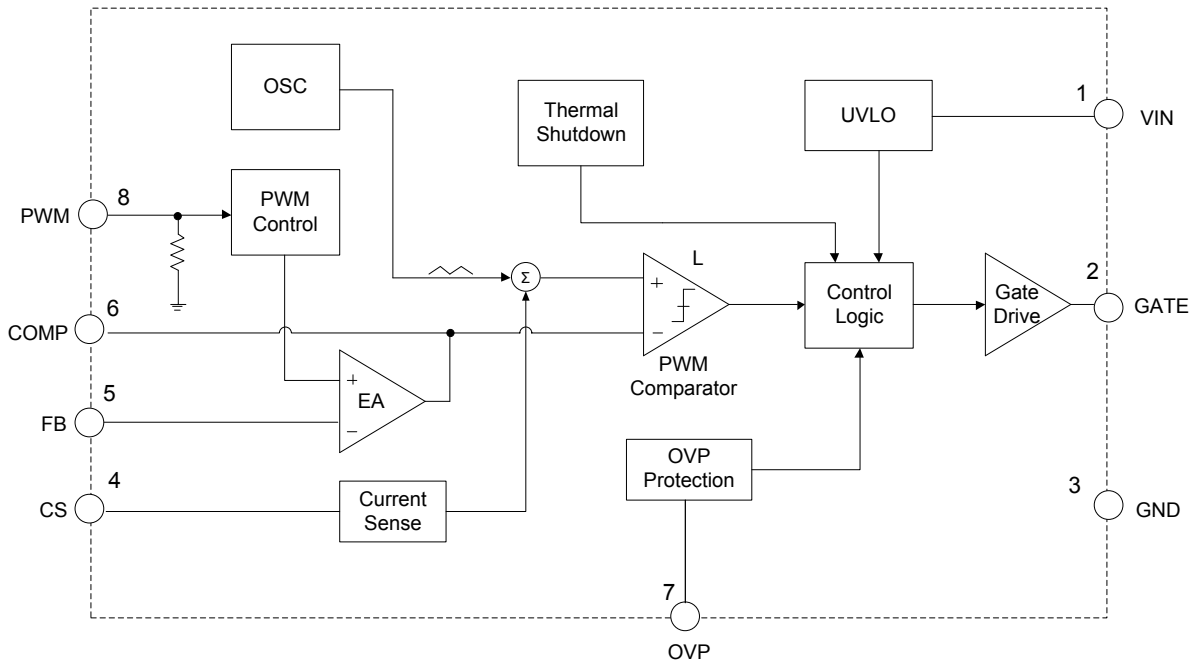 OSC
Thermal
Shutdown
UVLO
1
VIN
8
PWM
PWM
Control
Σ
L
+
−
PWM
Comparator
Control
Logic
Gate
Drive
2
GATE
6
COMP
5
FB
+
EA
−
4
CS
Current
Sense
OVP
Protection
3
GND
7
OVP